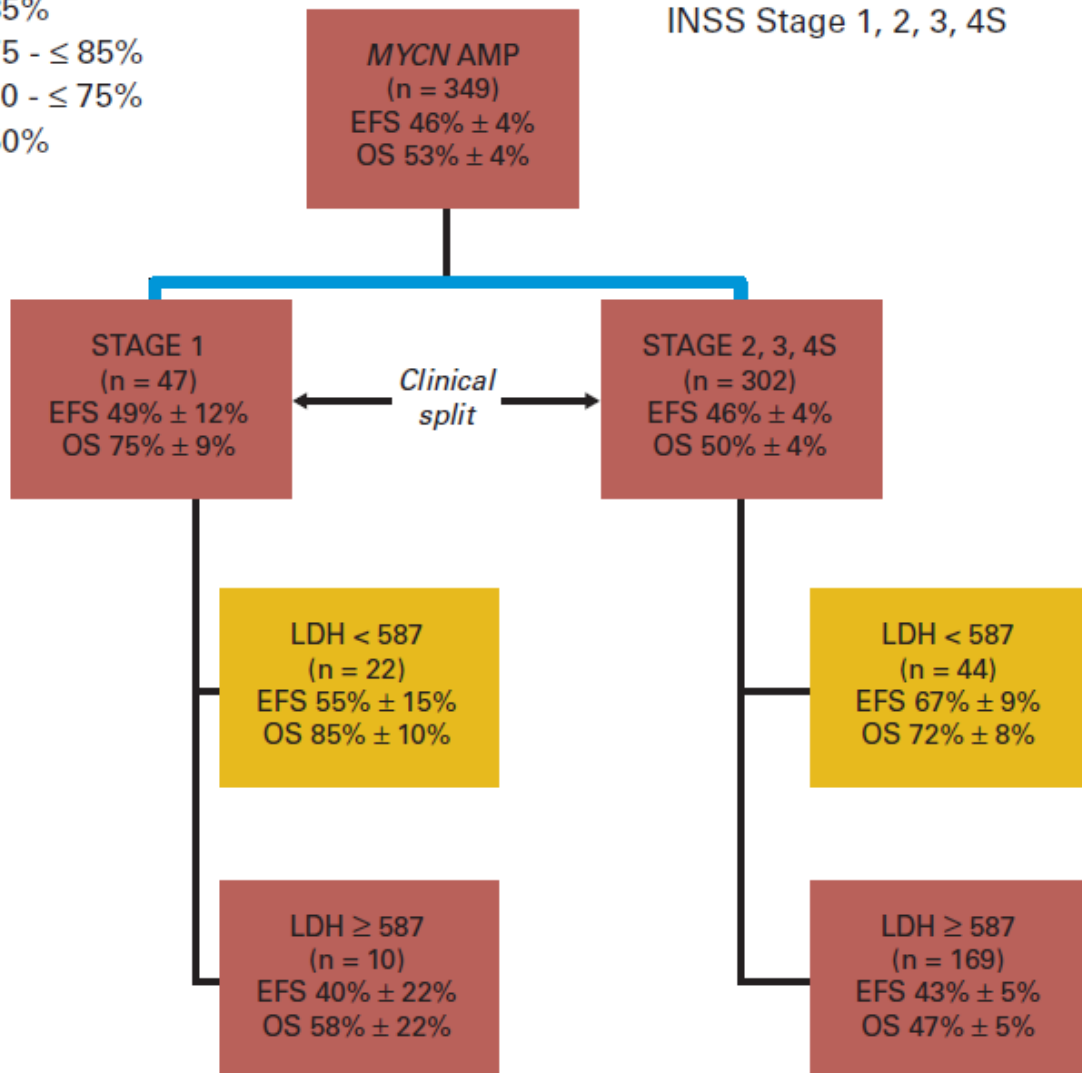 5%
5 - ≤ 85%
0 - ≤ 75%
0%
INSS Stage 1, 2, 3, 4S
MYCN AMP
(n = 349)
EFS 46% ± 4%
OS 53% ± 4%
STAGE 1
(n = 47)
EFS 49% ± 12%
OS 75% ± 9%
Clinical
split
STAGE 2, 3, 4S
(n = 302)
EFS 46% ± 4%
OS 50% ± 4%
LDH < 587
(n = 22)
EFS 55% ± 15%
OS 85% ± 10%
LDH < 587
(n = 44)
EFS 67% ± 9%
OS 72% ± 8%
LDH ≥ 587
(n = 10)
EFS 40% ± 22%
OS 58% ± 22%
LDH ≥ 587
(n = 169)
EFS 43% ± 5%
OS 47% ± 5%